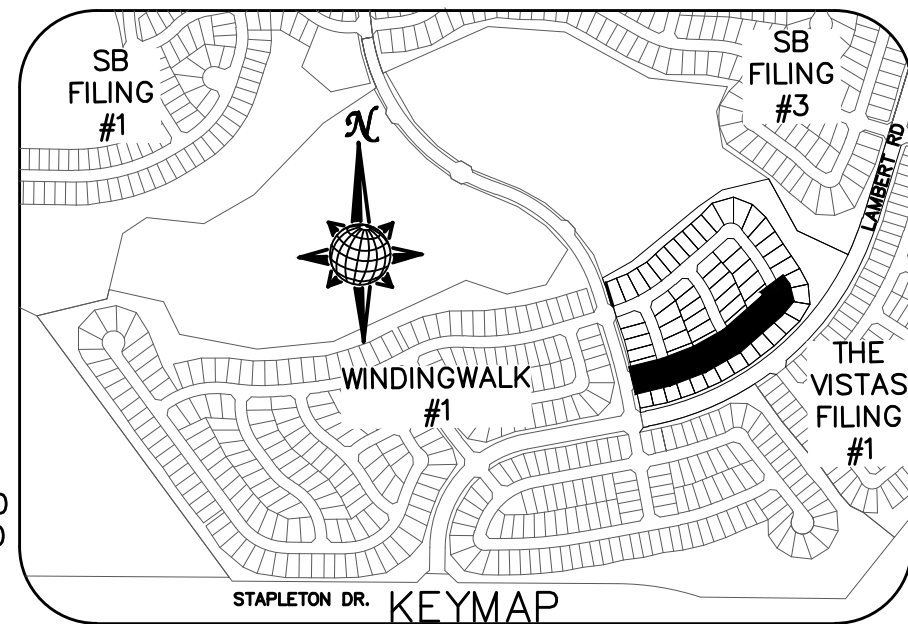 SB
FILING
#1
SB
FILING
#3
N
LAMBERT RD
THE
VISTAS
FILING
#1
WINDINGWALK
#1
STAPLETON DR.
KEYMAP